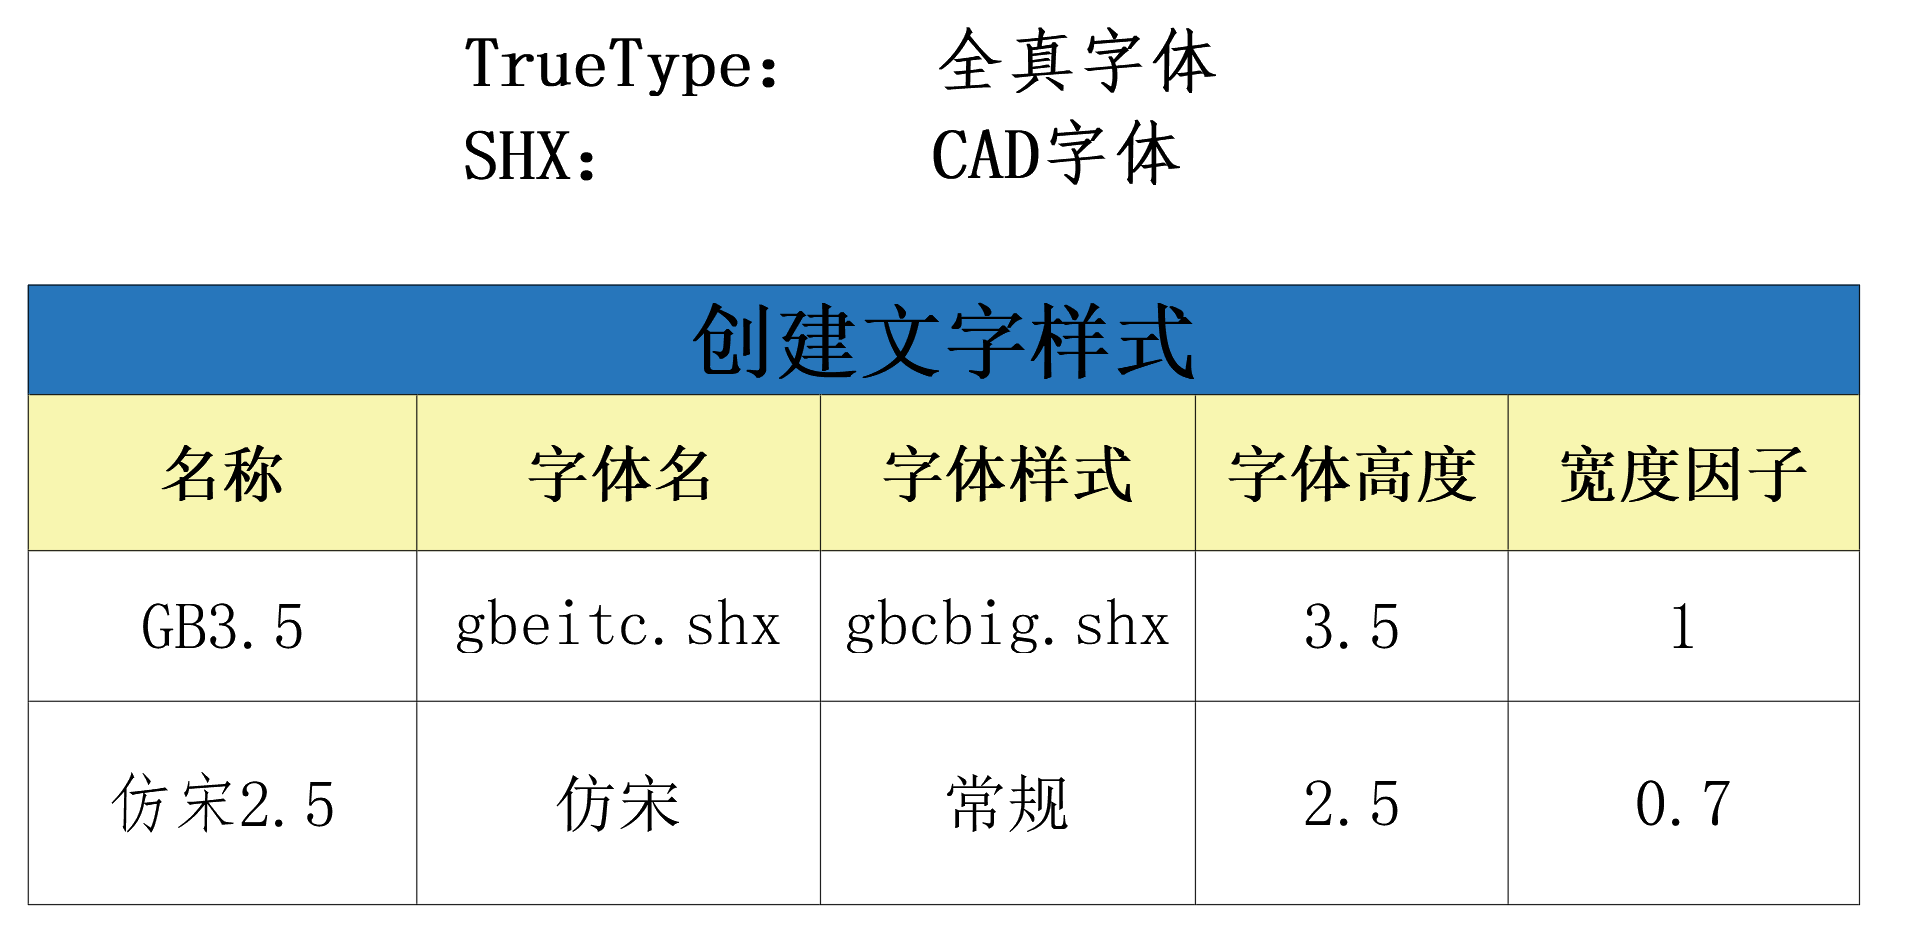 TrueType： 全真字体
SHX： CAD字体
创建文字样式
名称 字体名 字体样式 字体高度 宽度因子
GB3.5 gbeitc.shx gbcbig.shx 3.5 1
仿宋2.5 仿宋 常规 2.5 0.7